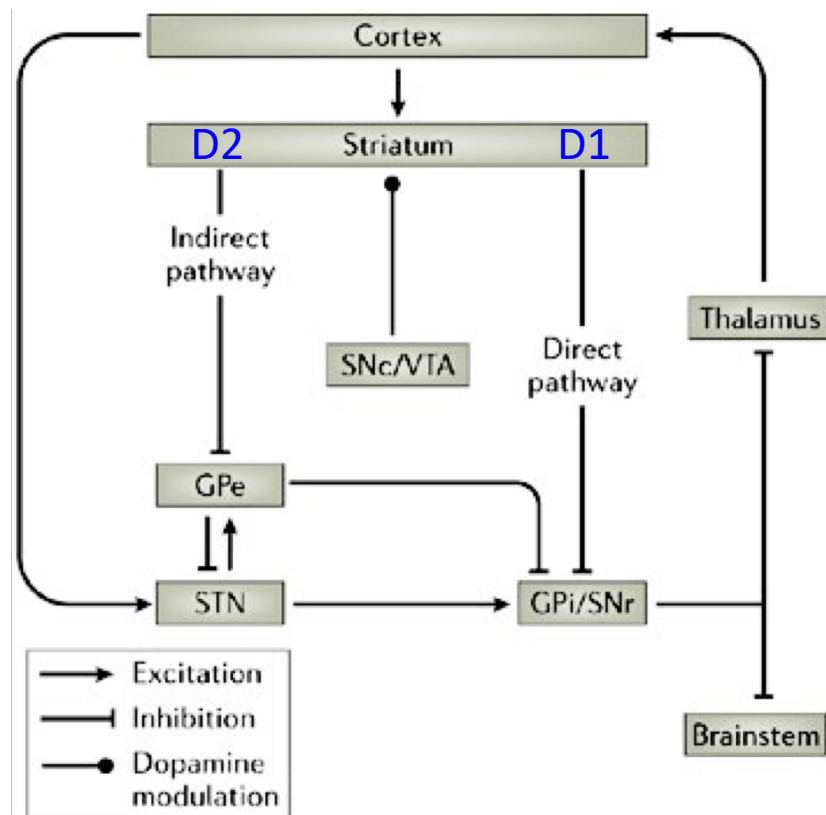 Cortex
D2 Striatum D1
Indirect
pathway
Thalamus
SNc/VTA
Direct
pathway
GPe
STN
GPi/SNr
Excitation
Inhibition
Dopamine
modulation
Brainstem